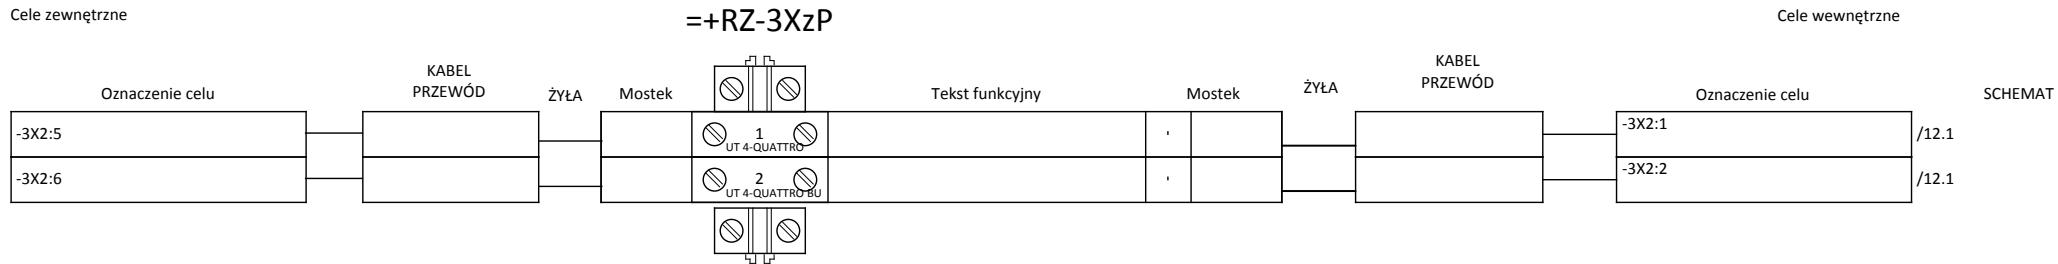 Cele zewnętrzne
=+RZ-3XzP
Cele wewnętrzne
Oznaczenie celu
KABEL
PRZEWÓD
ŻYŁA
Mostek
Tekst funkcyjny
Mostek
ŻYŁA
KABEL
PRZEWÓD
Oznaczenie celu
SCHEMAT
-3X2:5
1
UT 4-QUATTRO
-3X2:1
/12.1
-3X2:6
2
UT 4-QUATTRO BU
-3X2:2
/12.1